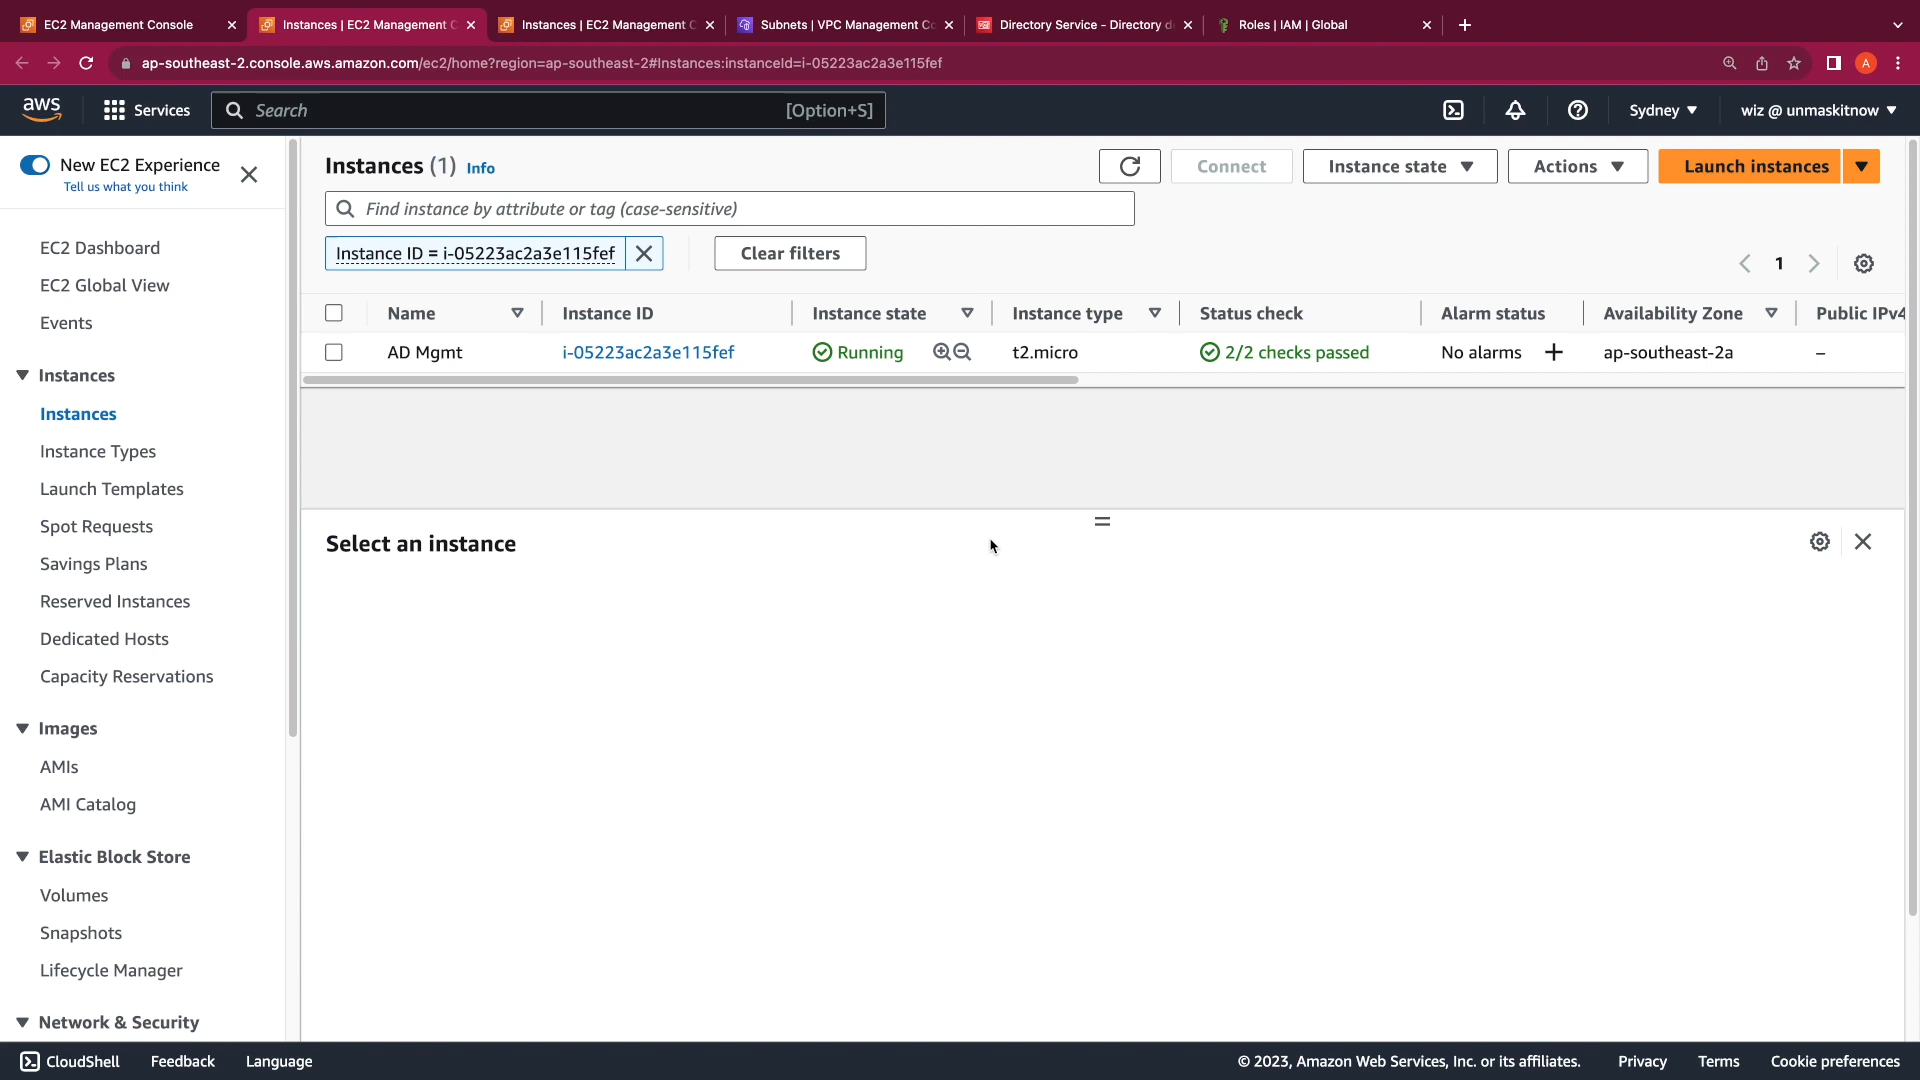 EC2 Management Console
Instances | EC2 Management C
Instances | EC2 Management C
Subnets | VPC Management Co
Directory Service - Directory d
Roles | IAM | Global
ap-southeast-2.console.aws.amazon.com/ec2/home?region=ap-southeast-2#Instances:instanceId=i-05223ac2a3e115fef
A
aws
Services
Search
[Option+S]
Sydney
wiz @ unmaskitnow
New EC2 Experience
Tell us what you think
EC2 Dashboard
EC2 Global View
Events
Instances
Instances
Instance Types
Launch Templates
Spot Requests
Savings Plans
Reserved Instances
Dedicated Hosts
Capacity Reservations
Images
AMIs
AMI Catalog
Elastic Block Store
Volumes
Snapshots
Lifecycle Manager
Network & Security
Instances (1) Info
Connect
Instance state
Actions
Launch instances
Find instance by attribute or tag (case-sensitive)
Instance ID = i-05223ac2a3e115fef
Clear filters
1
Name
Instance ID
Instance state
Instance type
Status check
Alarm status
Availability Zone
Public IPv4
AD Mgmt
i-05223ac2a3e115fef
Running
t2.micro
2/2 checks passed
No alarms
ap-southeast-2a
–
Select an instance
CloudShell
Feedback
Language
© 2023, Amazon Web Services, Inc. or its affiliates.
Privacy
Terms
Cookie preferences